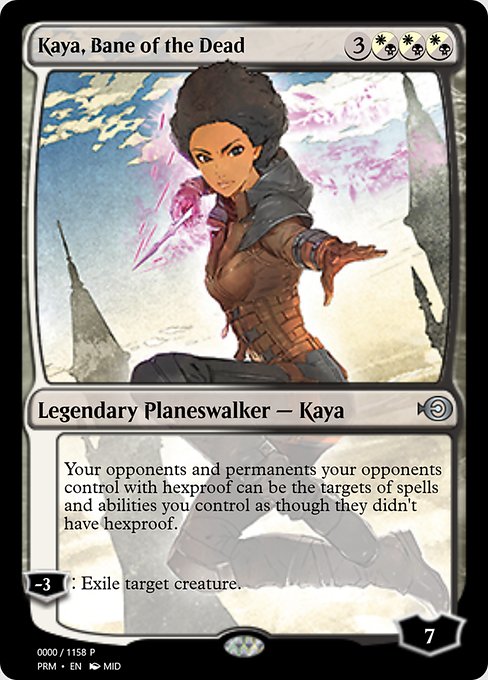 Kaya, Bane of the Dead 3
Legendary Planeswalker — Kaya
Your opponents and permanents your opponents
control with hexproof can be the targets of spells
and abilities you control as though they didn't
have hexproof.
-3 : Exile target creature.
7
0000 / 1158 P
PRM • EN MID